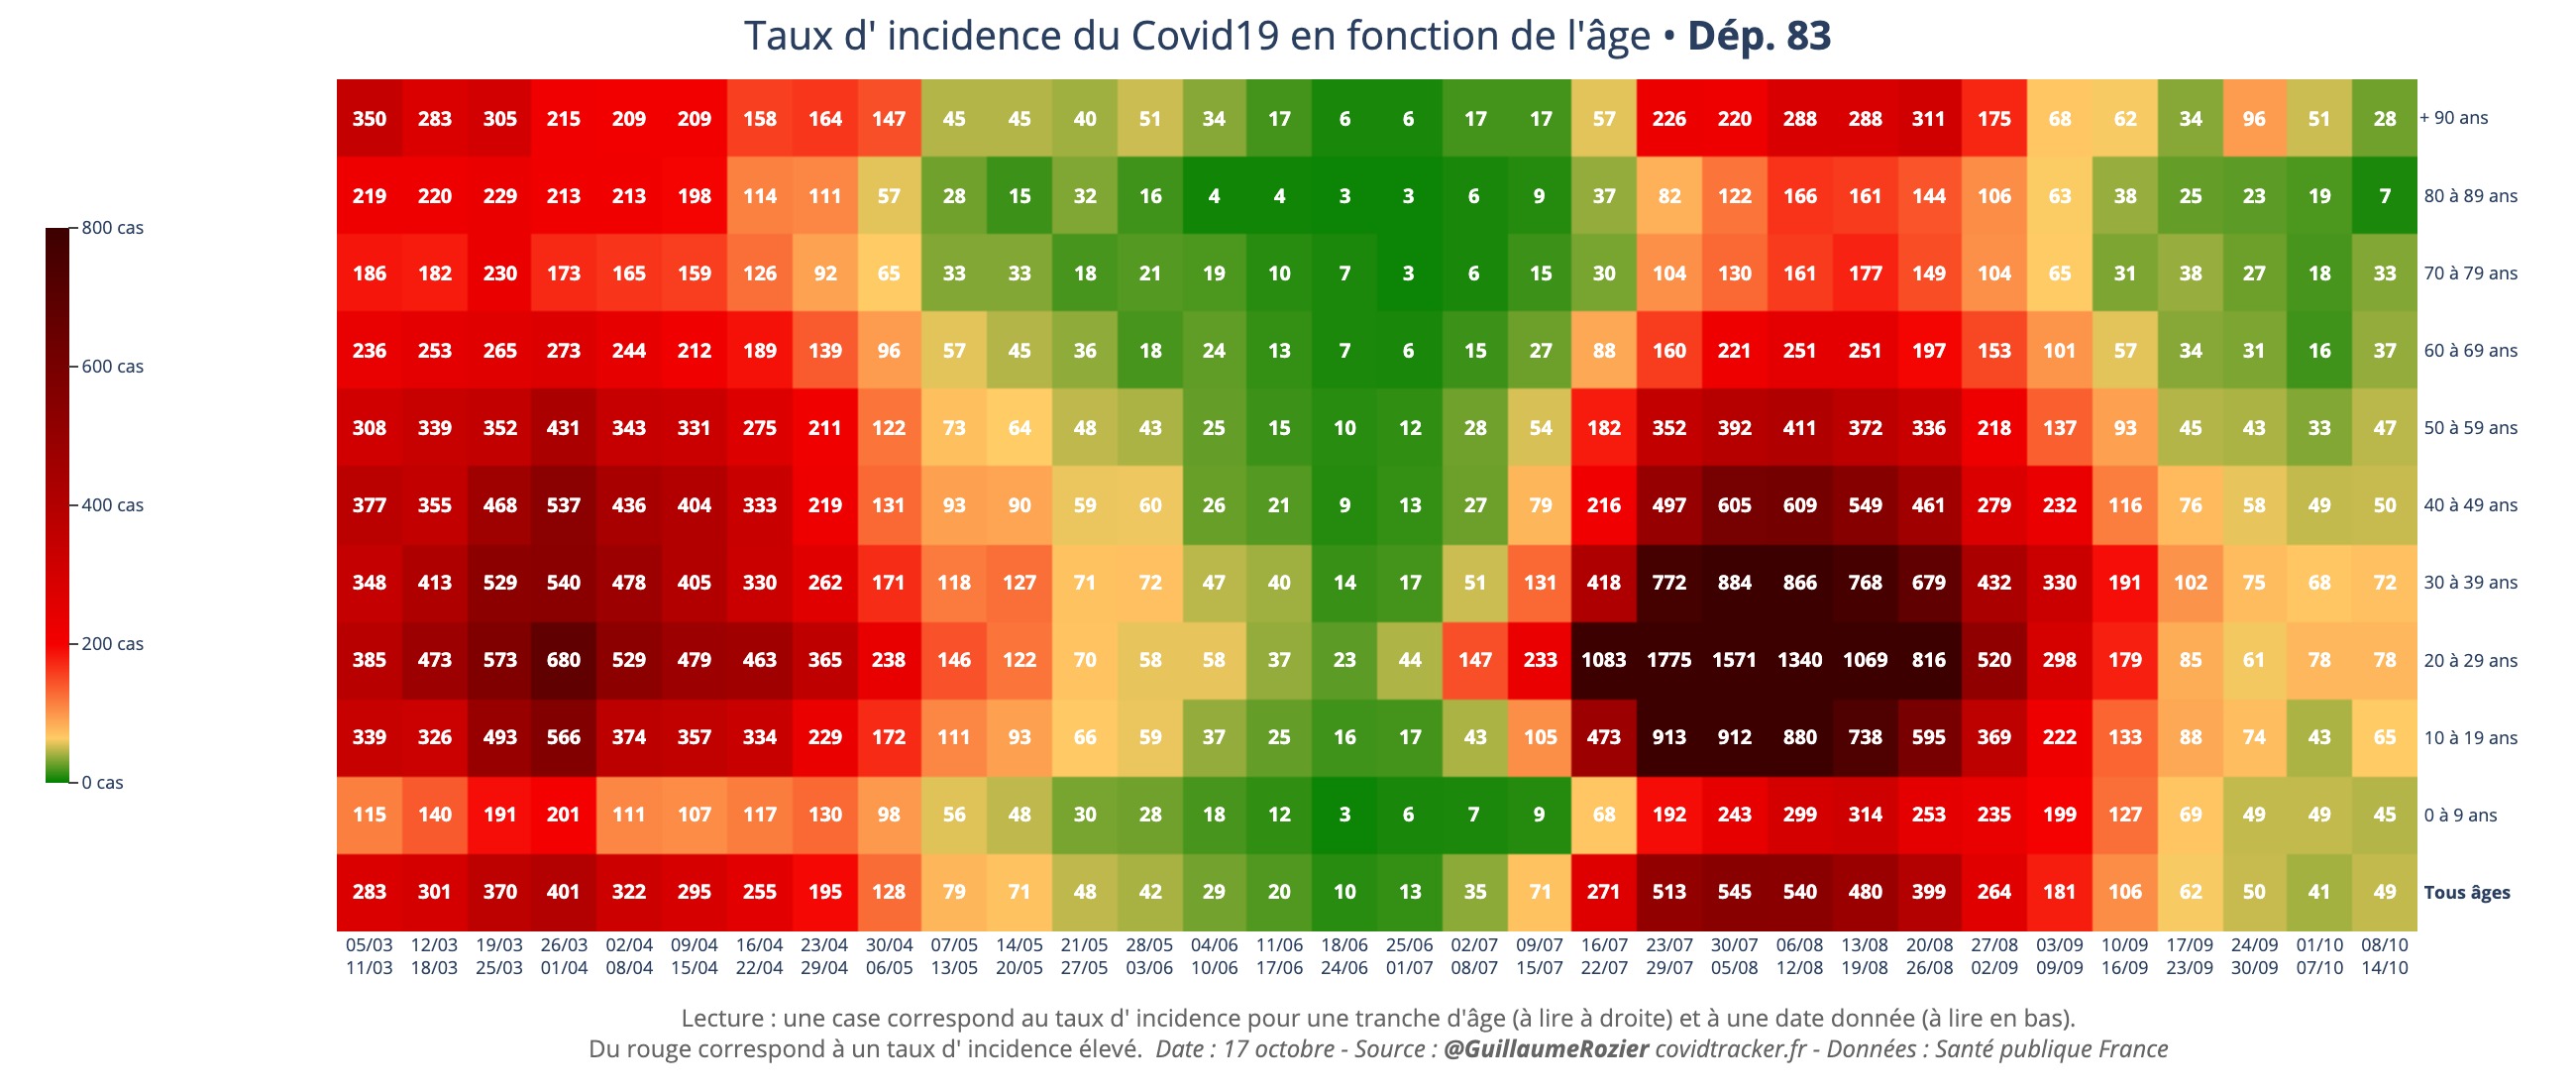 Taux d' incidence du Covid19 en fonction de l'âge • Dép. 83
800 cas
600 cas
400 cas
200 cas
0 cas
350 283 305 215 209 209 158 164 147 45 45 40 51 34 17 6 6 17 17 57 226 220 288 288 311 175 68 62 34 96 51 28 + 90 ans
219 220 229 213 213 198 114 111 57 28 15 32 16 4 4 3 3 6 9 37 82 122 166 161 144 106 63 38 25 23 19 7 80 à 89 ans
186 182 230 173 165 159 126 92 65 33 33 18 21 19 10 7 3 6 15 30 104 130 161 177 149 104 65 31 38 27 18 33 70 à 79 ans
236 253 265 273 244 212 189 139 96 57 45 36 18 24 13 7 6 15 27 88 160 221 251 251 197 153 101 57 34 31 16 37 60 à 69 ans
308 339 352 431 343 331 275 211 122 73 64 48 43 25 15 10 12 28 54 182 352 392 411 372 336 218 137 93 45 43 33 47 50 à 59 ans
377 355 468 537 436 404 333 219 131 93 90 59 60 26 21 9 13 27 79 216 497 605 609 549 461 279 232 116 76 58 49 50 40 à 49 ans
348 413 529 540 478 405 330 262 171 118 127 71 72 47 40 14 17 51 131 418 772 884 866 768 679 432 330 191 102 75 68 72 30 à 39 ans
385 473 573 680 529 479 463 365 238 146 122 70 58 58 37 23 44 147 233 1083 1775 1571 1340 1069 816 520 298 179 85 61 78 78 20 à 29 ans
339 326 493 566 374 357 334 229 172 111 93 66 59 37 25 16 17 43 105 473 913 912 880 738 595 369 222 133 88 74 43 65 10 à 19 ans
115 140 191 201 111 107 117 130 98 56 48 30 28 18 12 3 6 7 9 68 192 243 299 314 253 235 199 127 69 49 49 45 0 à 9 ans
283 301 370 401 322 295 255 195 128 79 71 48 42 29 20 10 13 35 71 271 513 545 540 480 399 264 181 106 62 50 41 49 Tous âges
05/03 12/03 19/03 26/03 02/04 09/04 16/04 23/04 30/04 07/05 14/05 21/05 28/05 04/06 11/06 18/06 25/06 02/07 09/07 16/07 23/07 30/07 06/08 13/08 20/08 27/08 03/09 10/09 17/09 24/09 01/10 08/10
11/03 18/03 25/03 01/04 08/04 15/04 22/04 29/04 06/05 13/05 20/05 27/05 03/06 10/06 17/06 24/06 01/07 08/07 15/07 22/07 29/07 05/08 12/08 19/08 26/08 02/09 09/09 16/09 23/09 30/09 07/10 14/10
Lecture : une case correspond au taux d' incidence pour une tranche d'âge (à lire à droite) et à une date donnée (à lire en bas).
Du rouge correspond à un taux d' incidence élevé. Date : 17 octobre - Source : @GuillaumeRozier covidtracker.fr - Données : Santé publique France